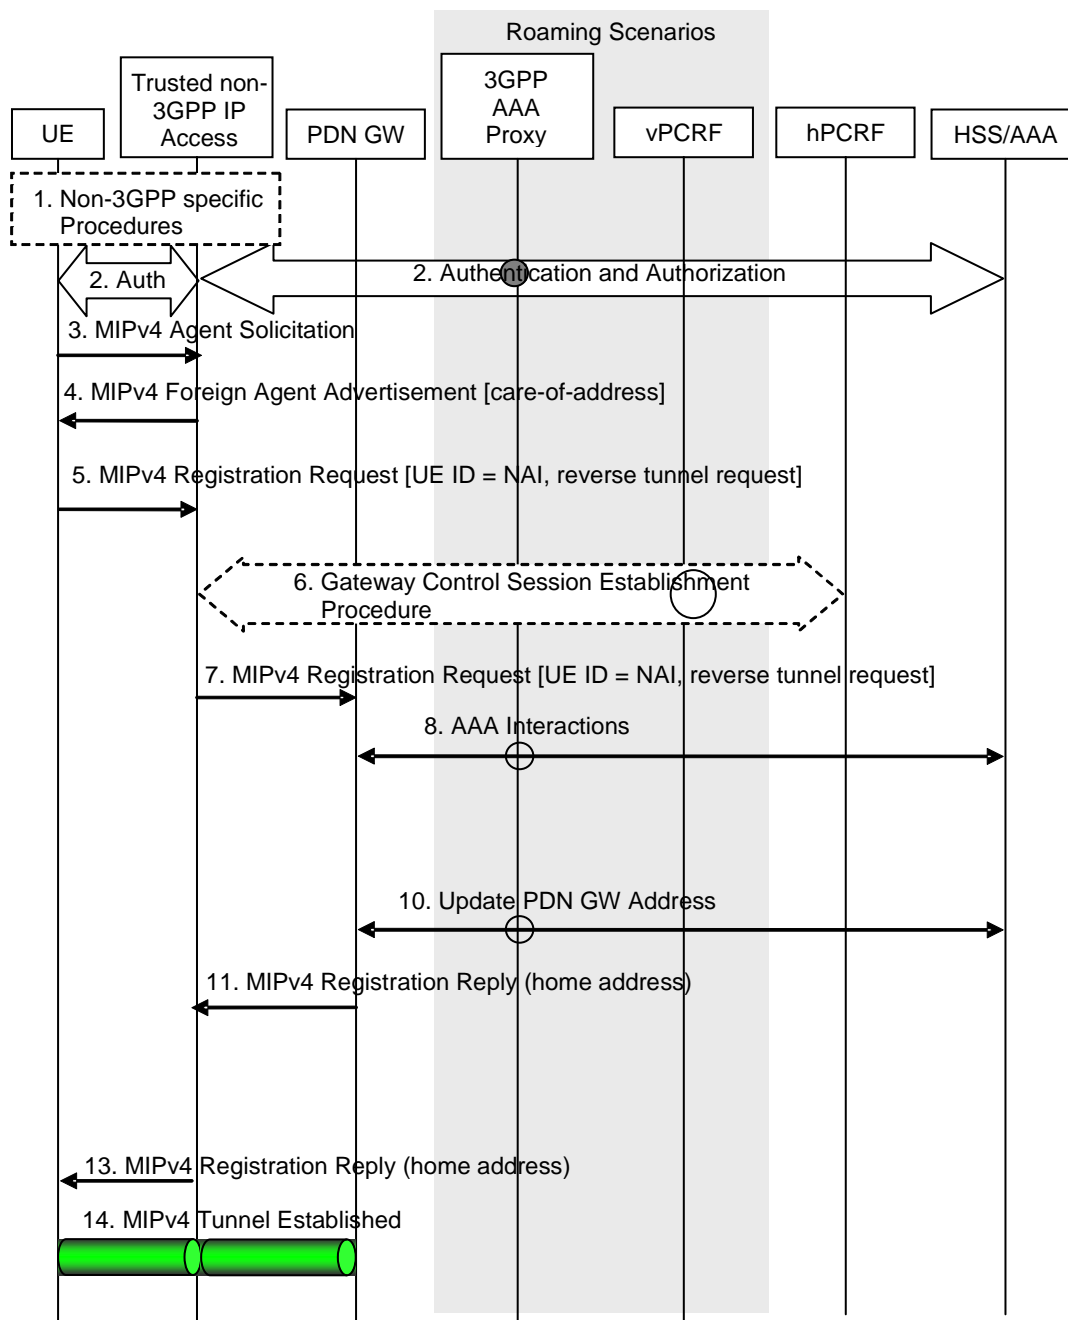 Roaming Scenarios
UE
Trusted non-
3GPP IP
Access
PDN GW
3GPP
AAA
Proxy
vPCRF
hPCRF
HSS/AAA
1. Non-3GPP specific
Procedures
2. Auth
2. Authentication and Authorization
3. MIPv4 Agent Solicitation
4. MIPv4 Foreign Agent Advertisement [care-of-address]
5. MIPv4 Registration Request [UE ID = NAI, reverse tunnel request]
6. Gateway Control Session Establishment
Procedure
7. MIPv4 Registration Request [UE ID = NAI, reverse tunnel request]
8. AAA Interactions
10. Update PDN GW Address
11. MIPv4 Registration Reply (home address)
13. MIPv4 Registration Reply (home address)
14. MIPv4 Tunnel Established